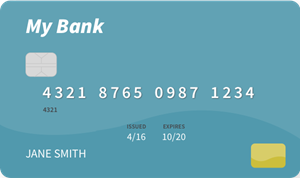 My Bank
4321 8765 0987 1234
4321
ISSUED EXPIRES
4/16 10/20
JANE SMITH